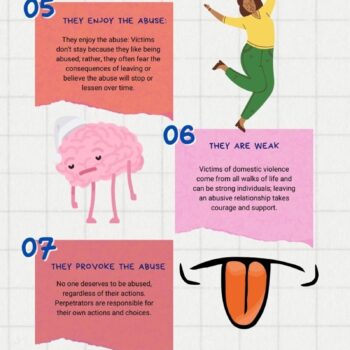 05
THEY ENJOY THE ABUSE:
They enjoy the abuse: Victims
don't stay because they like being
abused; rather, they often fear the
consequences of leaving or
believe the abuse will stop or
lessen over time.
06
THEY ARE WEAK
Victims of domestic violence
come from all walks of life and
can be strong individuals; leaving
an abusive relationship takes
courage and support.
07
THEY PROVOKE THE ABUSE
No one deserves to be abused,
regardless of their actions.
Perpetrators are responsible for
their own actions and choices.